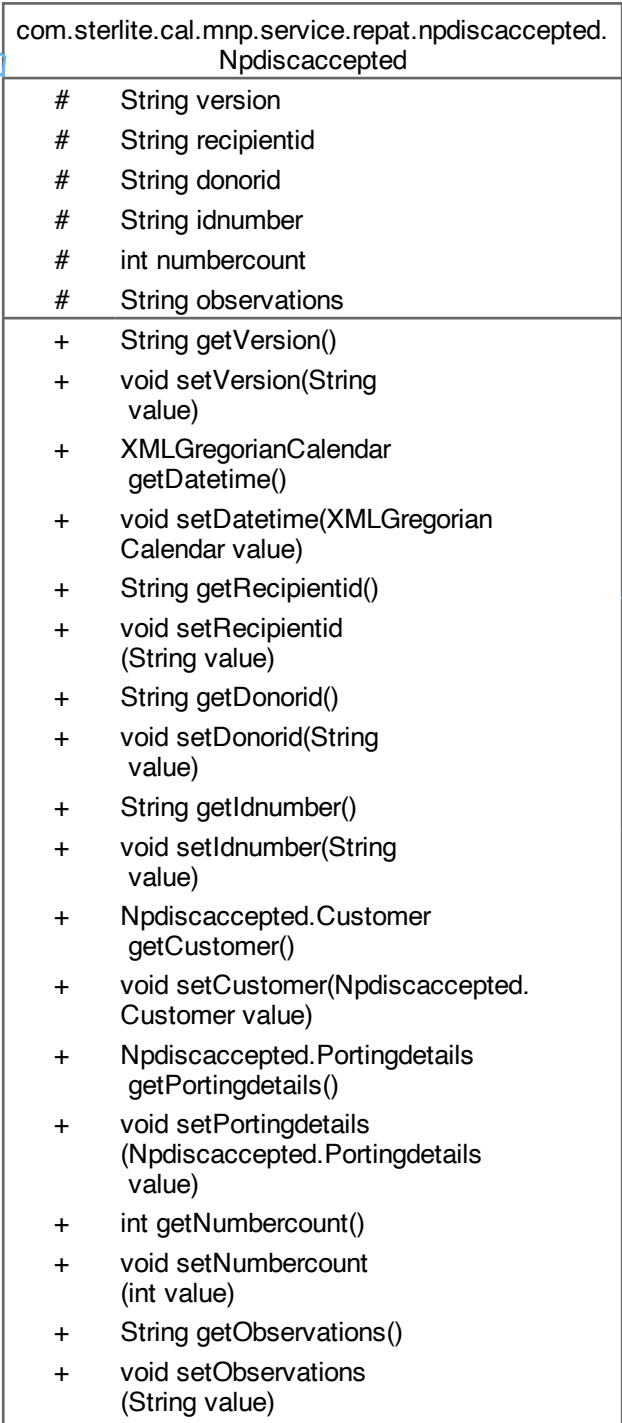 com.sterlite.cal.mnp.service.repat.npdiscaccepted.
Npdiscaccepted
# String version
# String recipientid
# String donorid
# String idnumber
# int numbercount
# String observations
+ String getVersion()
+ void setVersion(String
value)
+ XMLGregorianCalendar
getDatetime()
+ void setDatetime(XMLGregorian
Calendar value)
+ String getRecipientid()
+ void setRecipientid
(String value)
+ String getDonorid()
+ void setDonorid(String
value)
+ String getIdnumber()
+ void setIdnumber(String
value)
+ Npdiscaccepted.Customer
getCustomer()
+ void setCustomer(Npdiscaccepted.
Customer value)
+ Npdiscaccepted.Portingdetails
getPortingdetails()
+ void setPortingdetails
(Npdiscaccepted.Portingdetails
value)
+ int getNumbercount()
+ void setNumbercount
(int value)
+ String getObservations()
+ void setObservations
(String value)